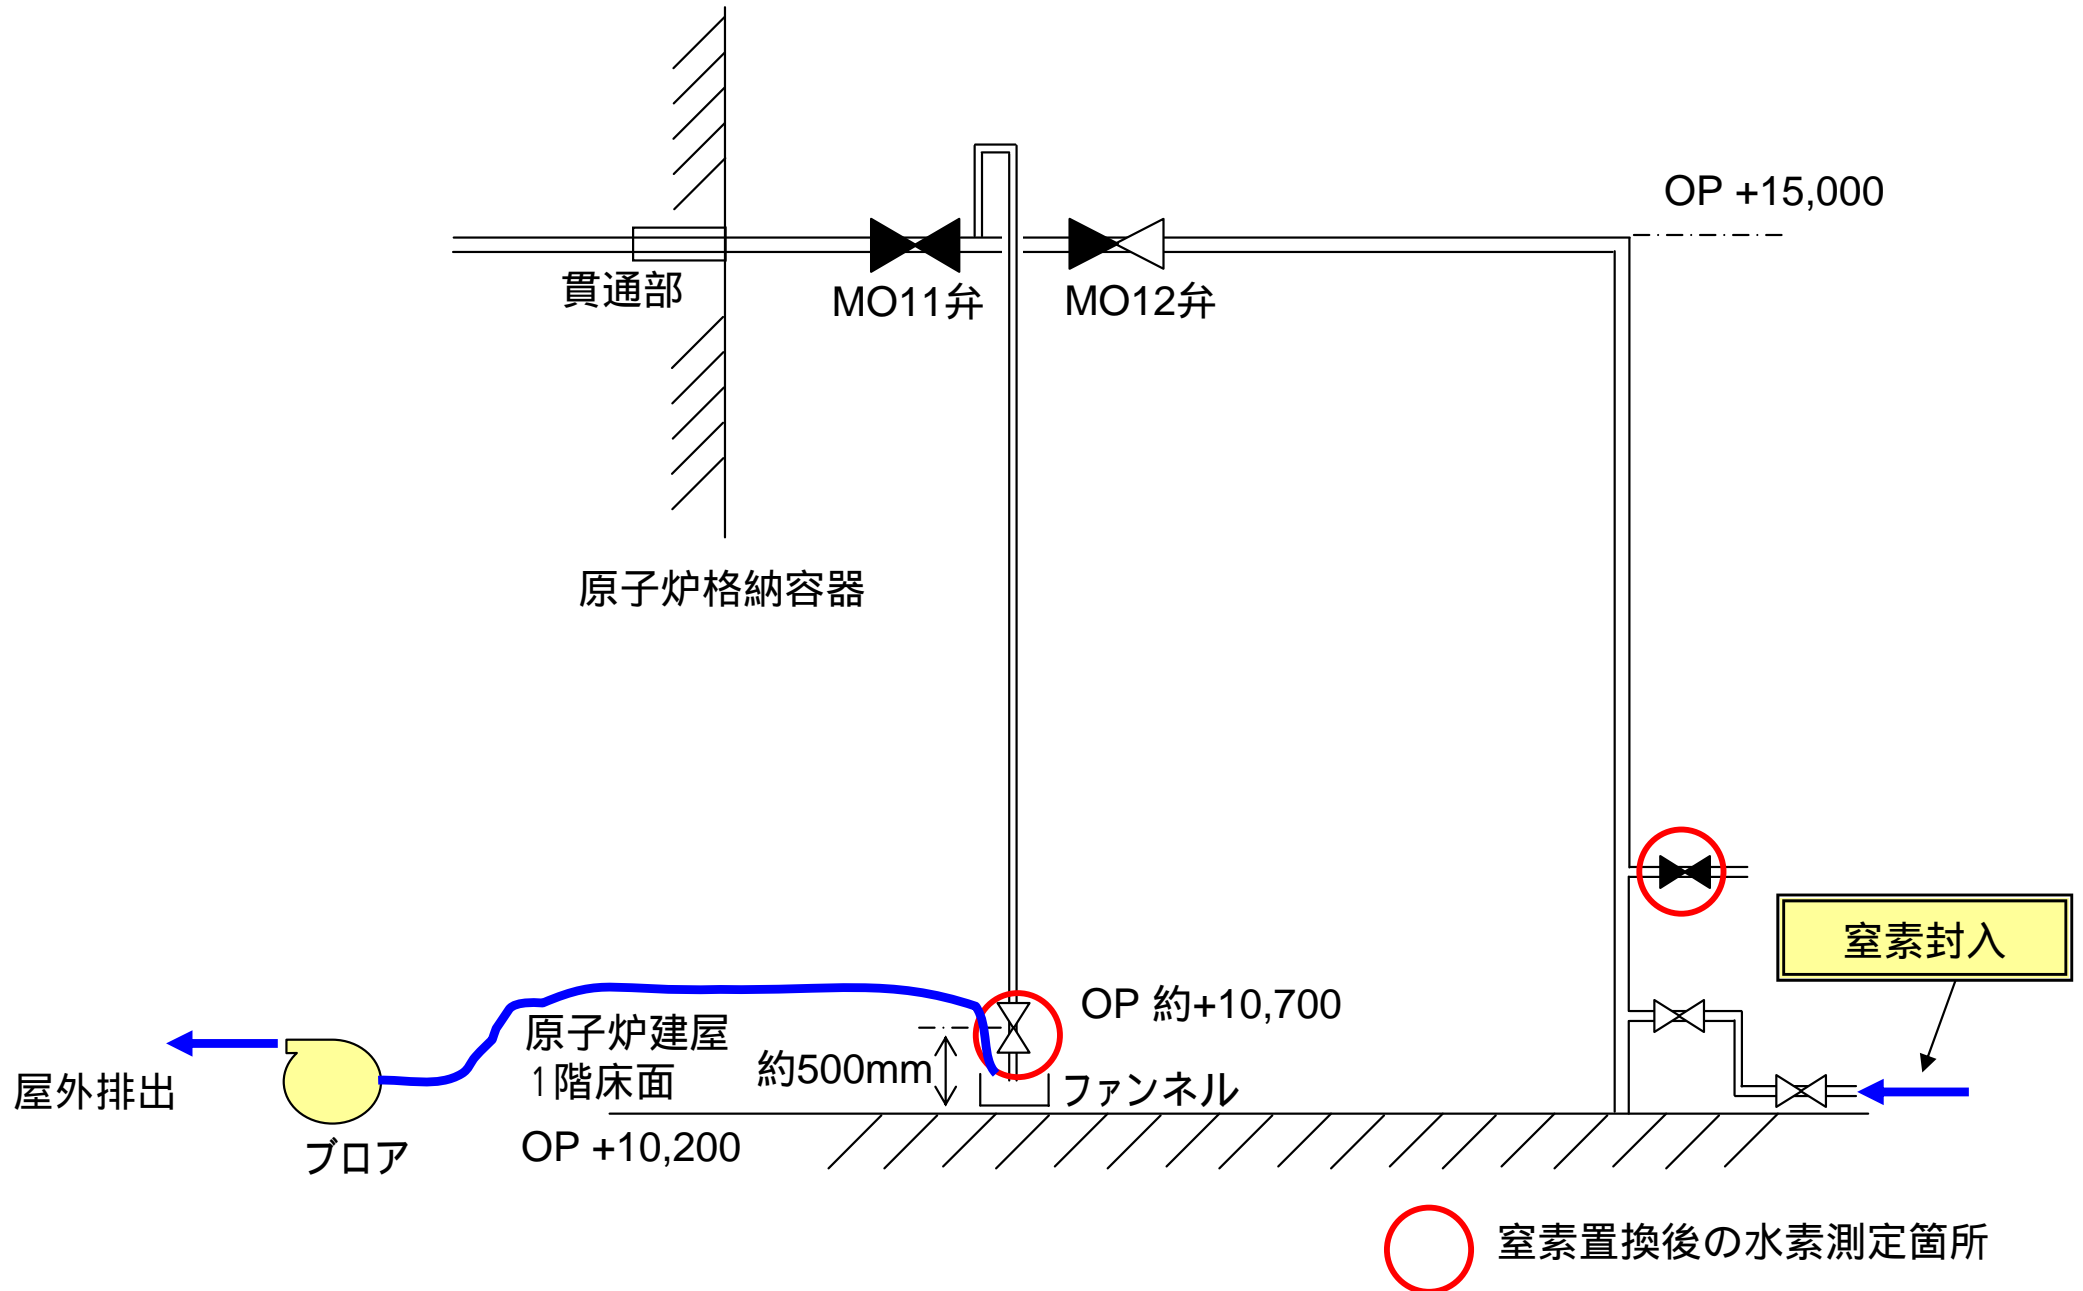 OP +15,000
貫通部
MO11弁
MO12弁
原子炉格納容器
窒素封入
OP 約+10,700
原子炉建屋
1階床面
約500mm
ファンネル
屋外排出
ブロア
OP +10,200
窒素置換後の水素測定箇所